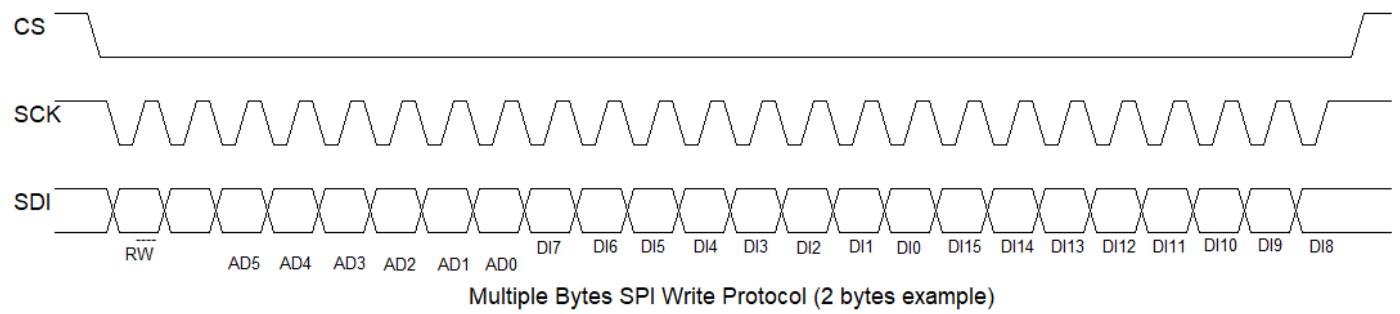 CS
SCK
SDI
RW DI7 DI6 DI5 DI4 DI3 DI2 DI1 DI0 DI15 DI14 DI13 DI12 DI11 DI10 DI9 DI8
AD5 AD4 AD3 AD2 AD1 AD0
Multiple Bytes SPI Write Protocol (2 bytes example)